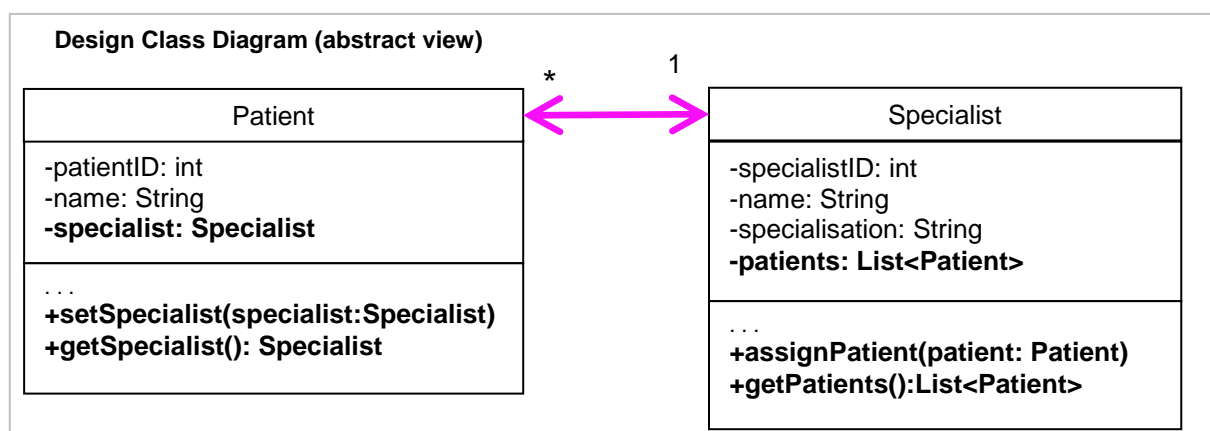 Design Class Diagram (abstract view)
*
1
Patient
-patientID: int
-name: String
-specialist: Specialist
. . .
+setSpecialist(specialist:Specialist)
+getSpecialist(): Specialist
Specialist
-specialistID: int
-name: String
-specialisation: String
-patients: List<Patient>
. . .
+assignPatient(patient: Patient)
+getPatients():List<Patient>